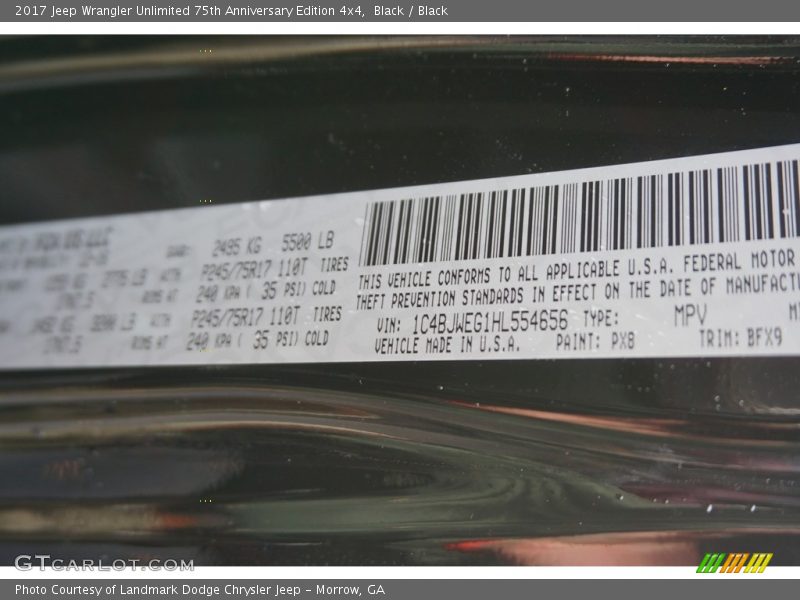 2017 Jeep Wrangler Unlimited 75th Anniversary Edition 4x4,  Black / Black
2495 KG 5500 LB
P245/75R17 110T TIRES
240 KPA ( 35 PSI) COLD
P245/75R17 110T TIRES
240 KPA ( 35 PSI) COLD
THIS VEHICLE CONFORMS TO ALL APPLICABLE U.S.A. FEDERAL MOTOR
THEFT PREVENTION STANDARDS IN EFFECT ON THE DATE OF MANUFACT
VIN: 1C4BJWEG1HL554656 TYPE: MPV
VEHICLE MADE IN U.S.A. PAINT: PX8 TRIM: BFX9
GTCARLOT.COM
Photo Courtesy of Landmark Dodge Chrysler Jeep – Morrow, GA